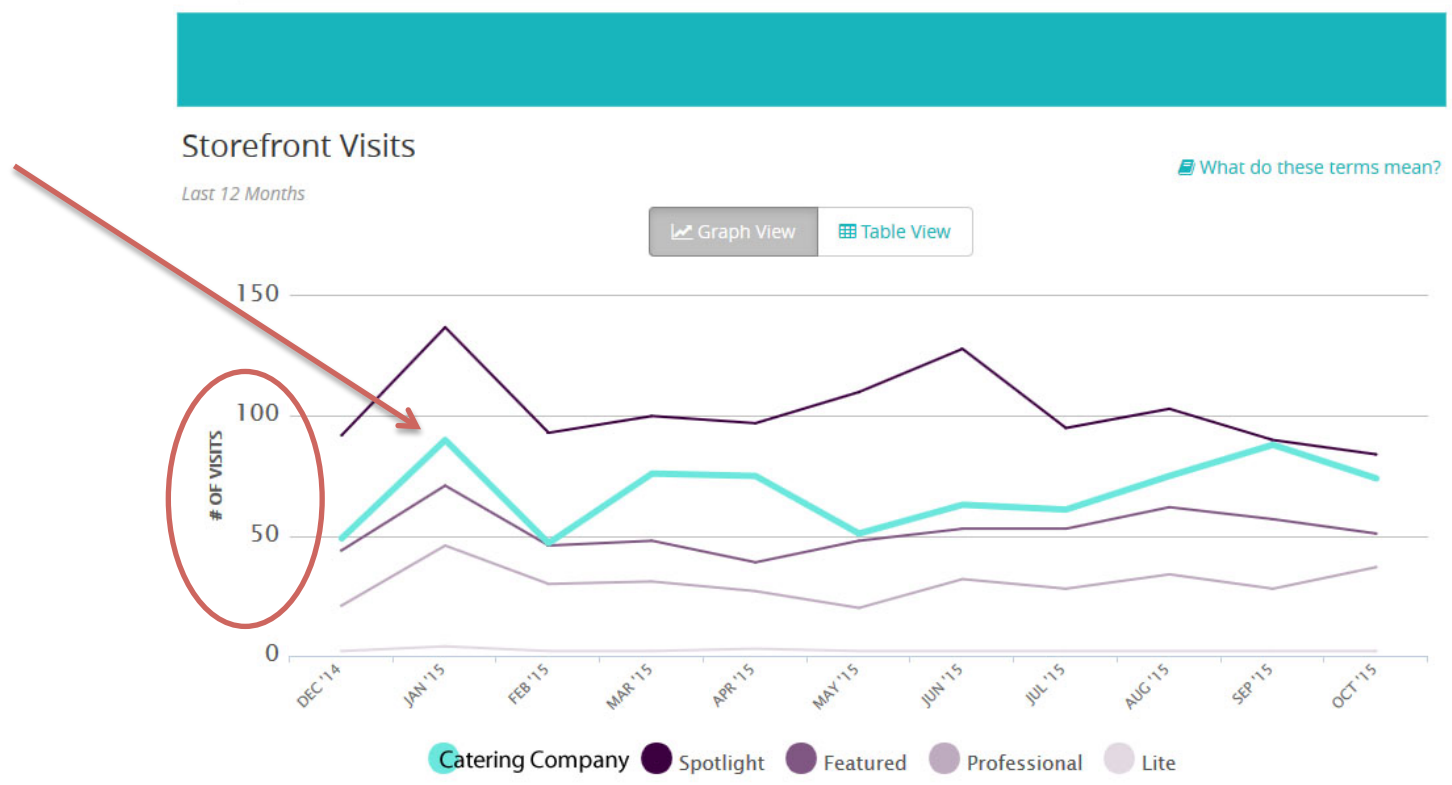 Storefront Visits
What do these terms mean?
Last 12 Months
Graph View
Table View
150
100
50
0
# OF VISITS
DEC '14
JAN '15
FEB '15
MAR '15
APR '15
MAY '15
JUN '15
JUL '15
AUG '15
SEP '15
OCT '15
Catering Company Spotlight Featured Professional Lite